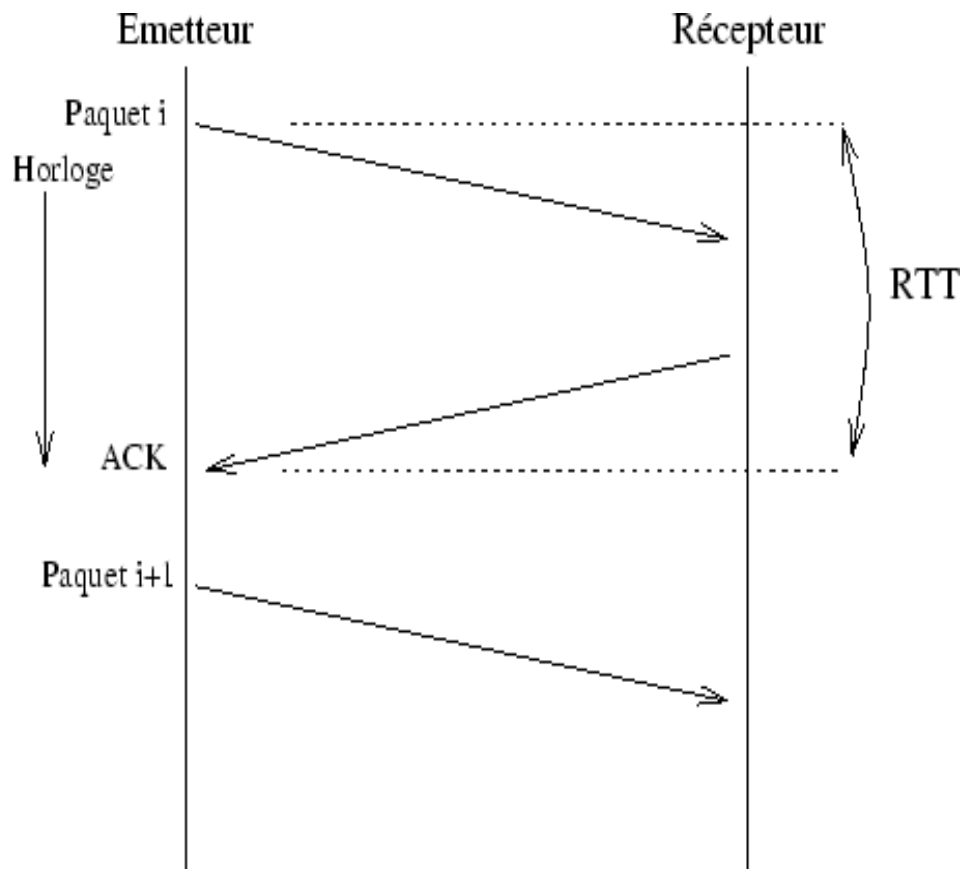 Emetteur
Récepteur
Paquet i
Horloge
RTT
ACK
Paquet i+1